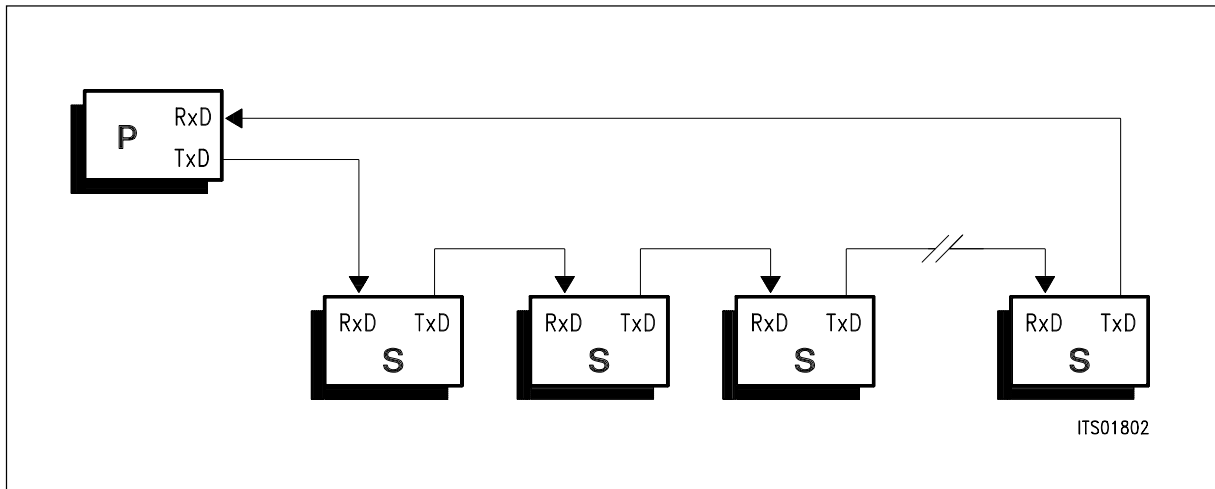 RxD
P
TxD
RxD TxD RxD TxD RxD TxD RxD TxD
S S S S
ITS01802